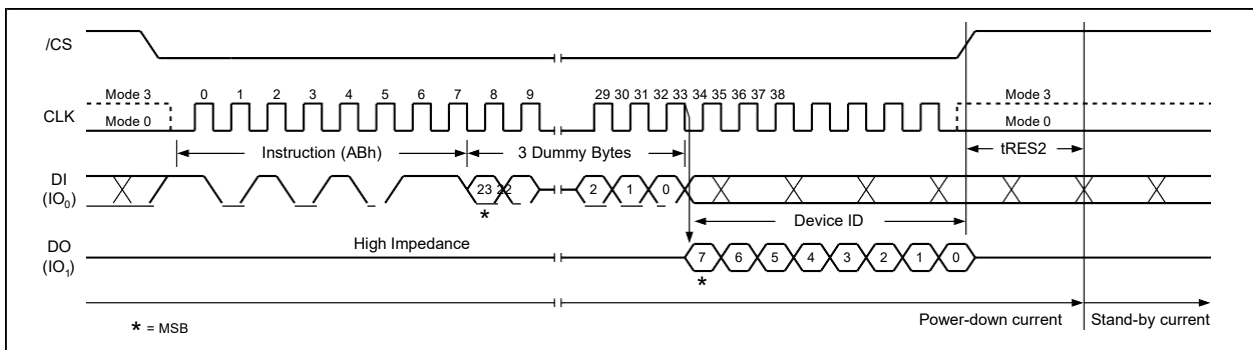 /CS
Mode 3 0 1 2 3 4 5 6 7 8 9 29 30 31 32 33 34 35 36 37 38 Mode 3
CLK
Mode 0 Mode 0
Instruction (ABh) 3 Dummy Bytes tRES2
DI
(IO0)
23 22 2 1 0
*
Device ID
High Impedance
DO
(IO1)
7 6 5 4 3 2 1 0
*
Power-down current Stand-by current
* = MSB